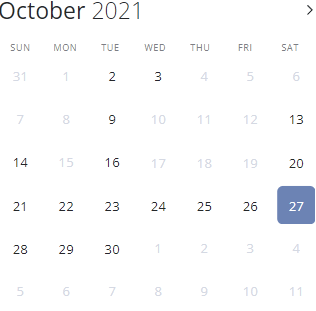 October 2021
SUN MON TUE WED THU FRI SAT
31 1 2 3 4 5 6
7 8 9 10 11 12 13
14 15 16 17 18 19 20
21 22 23 24 25 26 27
28 29 30 1 2 3 4
5 6 7 8 9 10 11